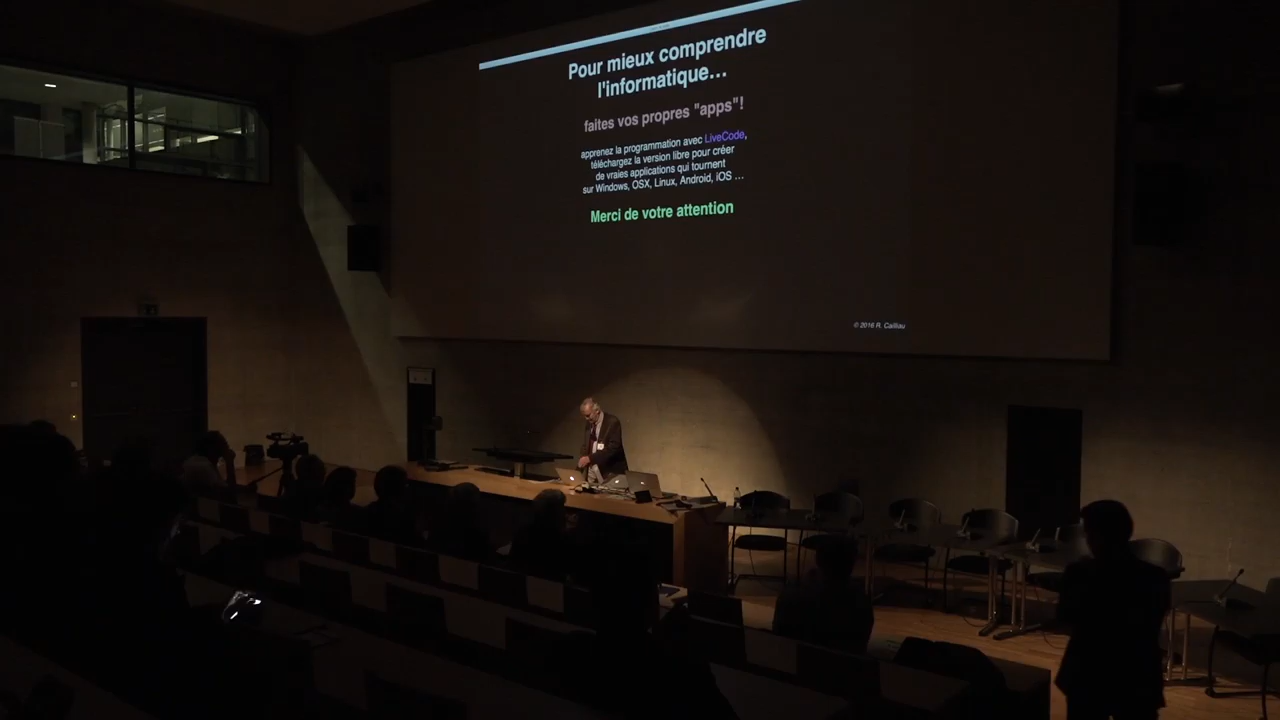 Pour mieux comprendre
l'informatique...
faites vos propres "apps"!
apprenez la programmation avec LiveCode,
téléchargez la version libre pour créer
de vraies applications qui tournent
sur Windows, OSX, Linux, Android, iOS ...
Merci de votre attention
© 2016 R. Cailliau